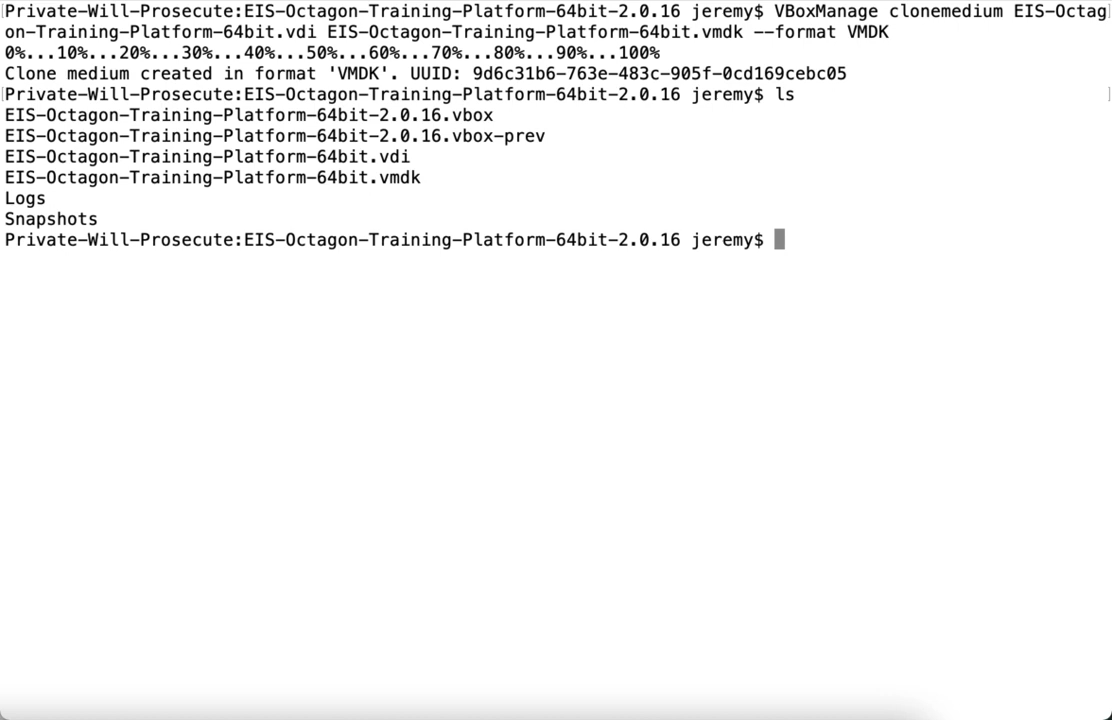 Private-Will-Prosecute:EIS-Octagon-Training-Platform-64bit-2.0.16 jeremy$ VBoxManage clonemedium EIS-Octag
on-Training-Platform-64bit.vdi EIS-Octagon-Training-Platform-64bit.vmdk --format VMDK
0%...10%...20%...30%...40%...50%...60%...70%...80%...90%...100%
Clone medium created in format 'VMDK'. UUID: 9d6c31b6-763e-483c-905f-0cd169cebc05
[Private-Will-Prosecute:EIS-Octagon-Training-Platform-64bit-2.0.16 jeremy$ ls ]
EIS-Octagon-Training-Platform-64bit-2.0.16.vbox
EIS-Octagon-Training-Platform-64bit-2.0.16.vbox-prev
EIS-Octagon-Training-Platform-64bit.vdi
EIS-Octagon-Training-Platform-64bit.vmdk
Logs
Snapshots
Private-Will-Prosecute:EIS-Octagon-Training-Platform-64bit-2.0.16 jeremy$